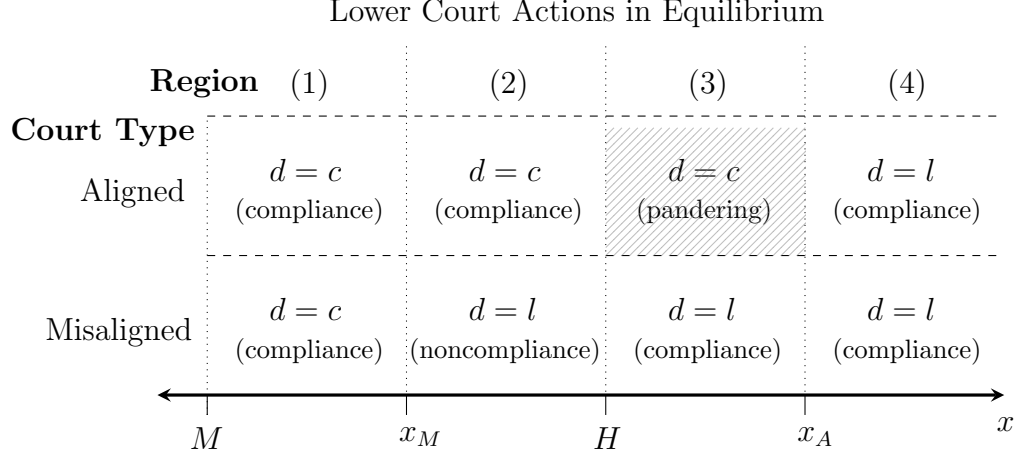 Lower Court Actions in Equilibrium
Region (1) (2) (3) (4)
Court Type
Aligned
d = c d = c d = c d = l
(compliance) (compliance) (pandering) (compliance)
Misaligned
d = c d = l d = l d = l
(compliance) (noncompliance) (compliance) (compliance)
M x_M H x_A x